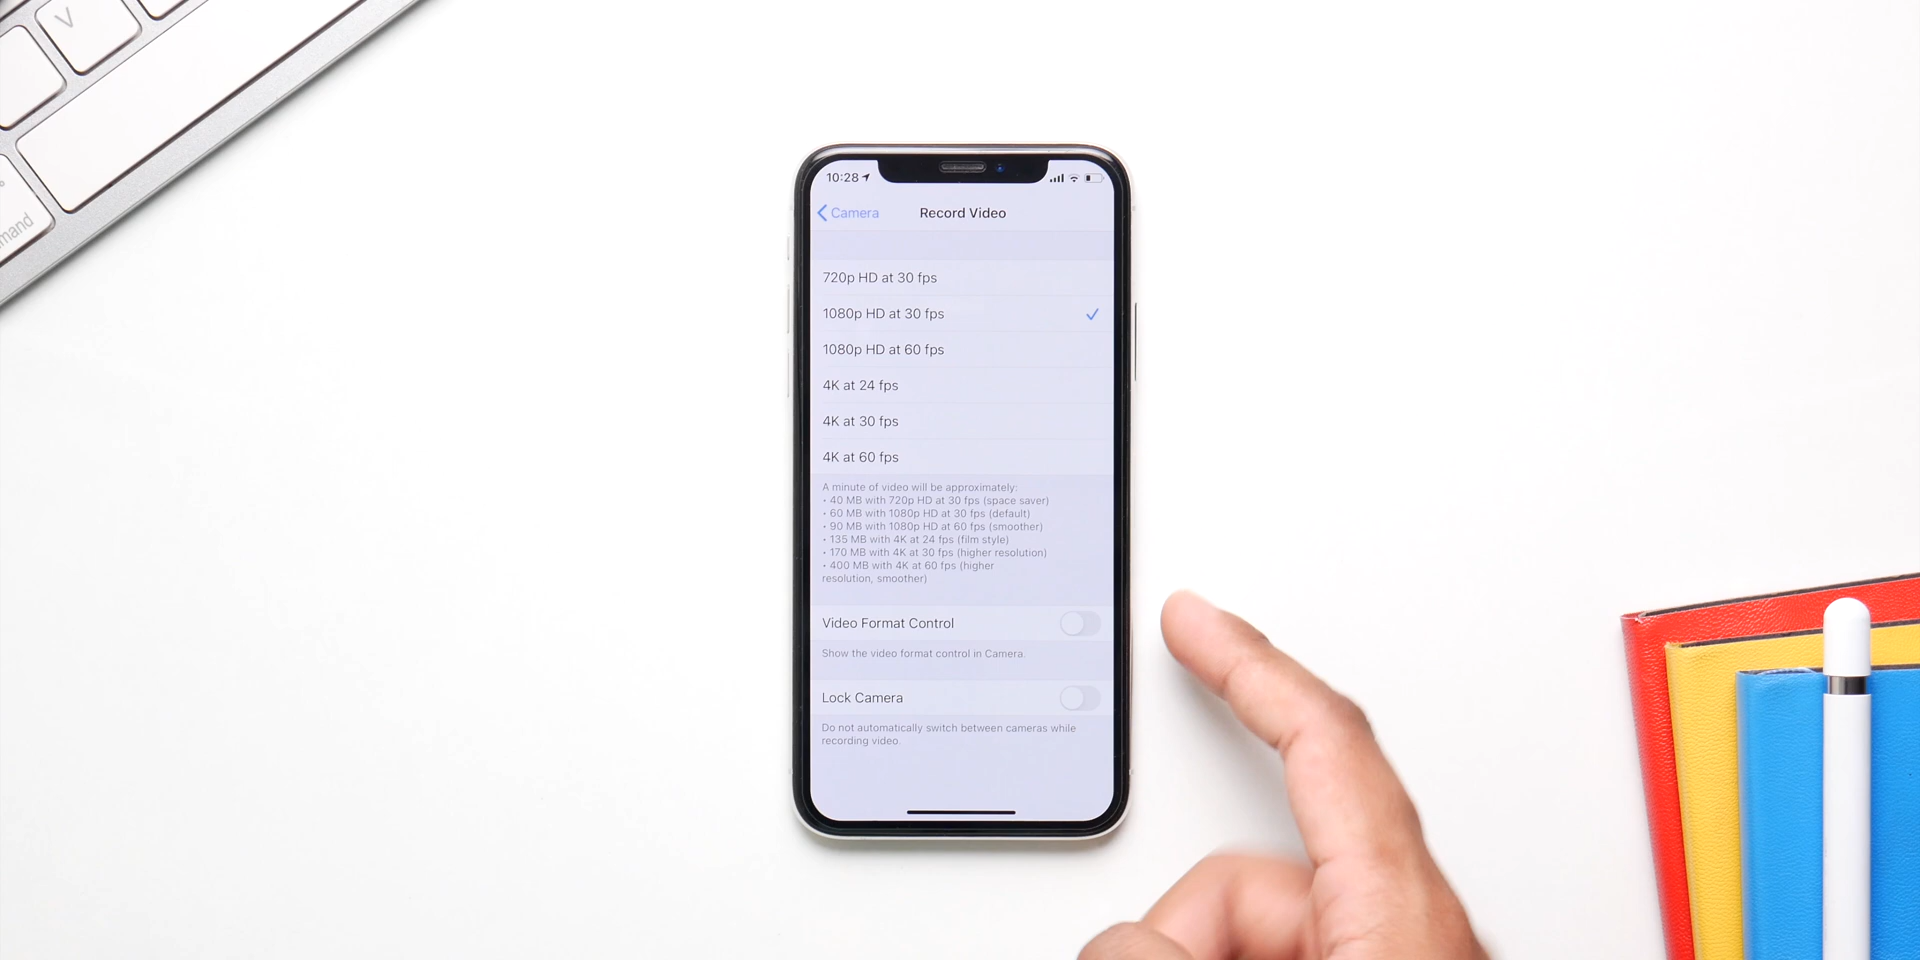 V
mand
10:28
Camera
Record Video
720p HD at 30 fps
1080p HD at 30 fps
1080p HD at 60 fps
4K at 24 fps
4K at 30 fps
4K at 60 fps
A minute of video will be approximately:
• 40 MB with 720p HD at 30 fps (space saver)
• 60 MB with 1080p HD at 30 fps (default)
• 90 MB with 1080p HD at 60 fps (smoother)
• 135 MB with 4K at 24 fps (film style)
• 170 MB with 4K at 30 fps (higher resolution)
• 400 MB with 4K at 60 fps (higher
resolution, smoother)
Video Format Control
Show the video format control in Camera.
Lock Camera
Do not automatically switch between cameras while
recording video.